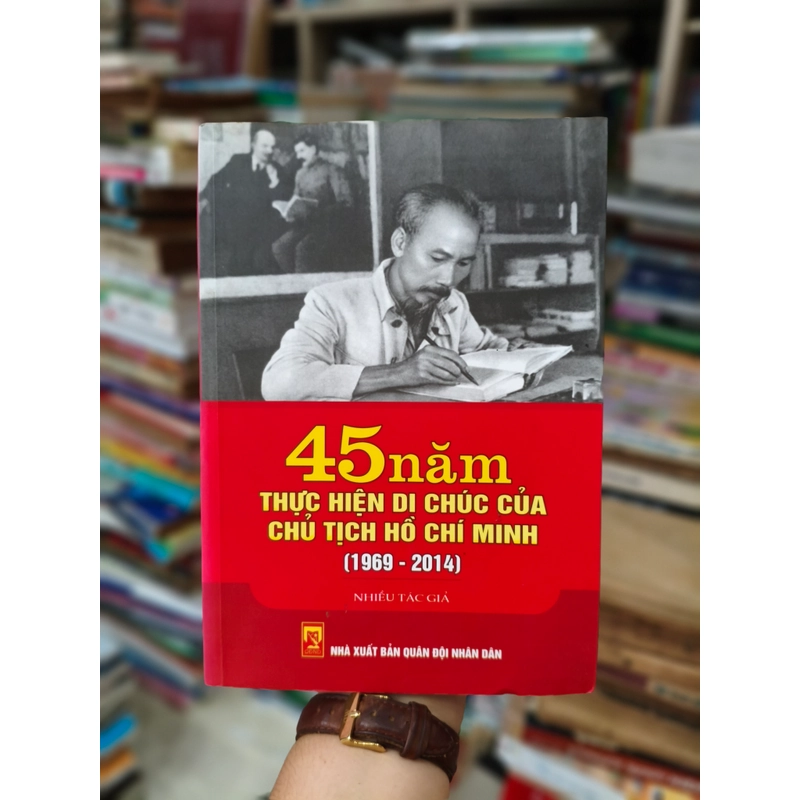 45 năm
THỰC HIỆN DI CHÚC CỦA
CHỦ TỊCH HỒ CHÍ MINH
(1969 - 2014)
NHIỀU TÁC GIẢ
NHÀ XUẤT BẢN QUÂN ĐỘI NHÂN DÂN